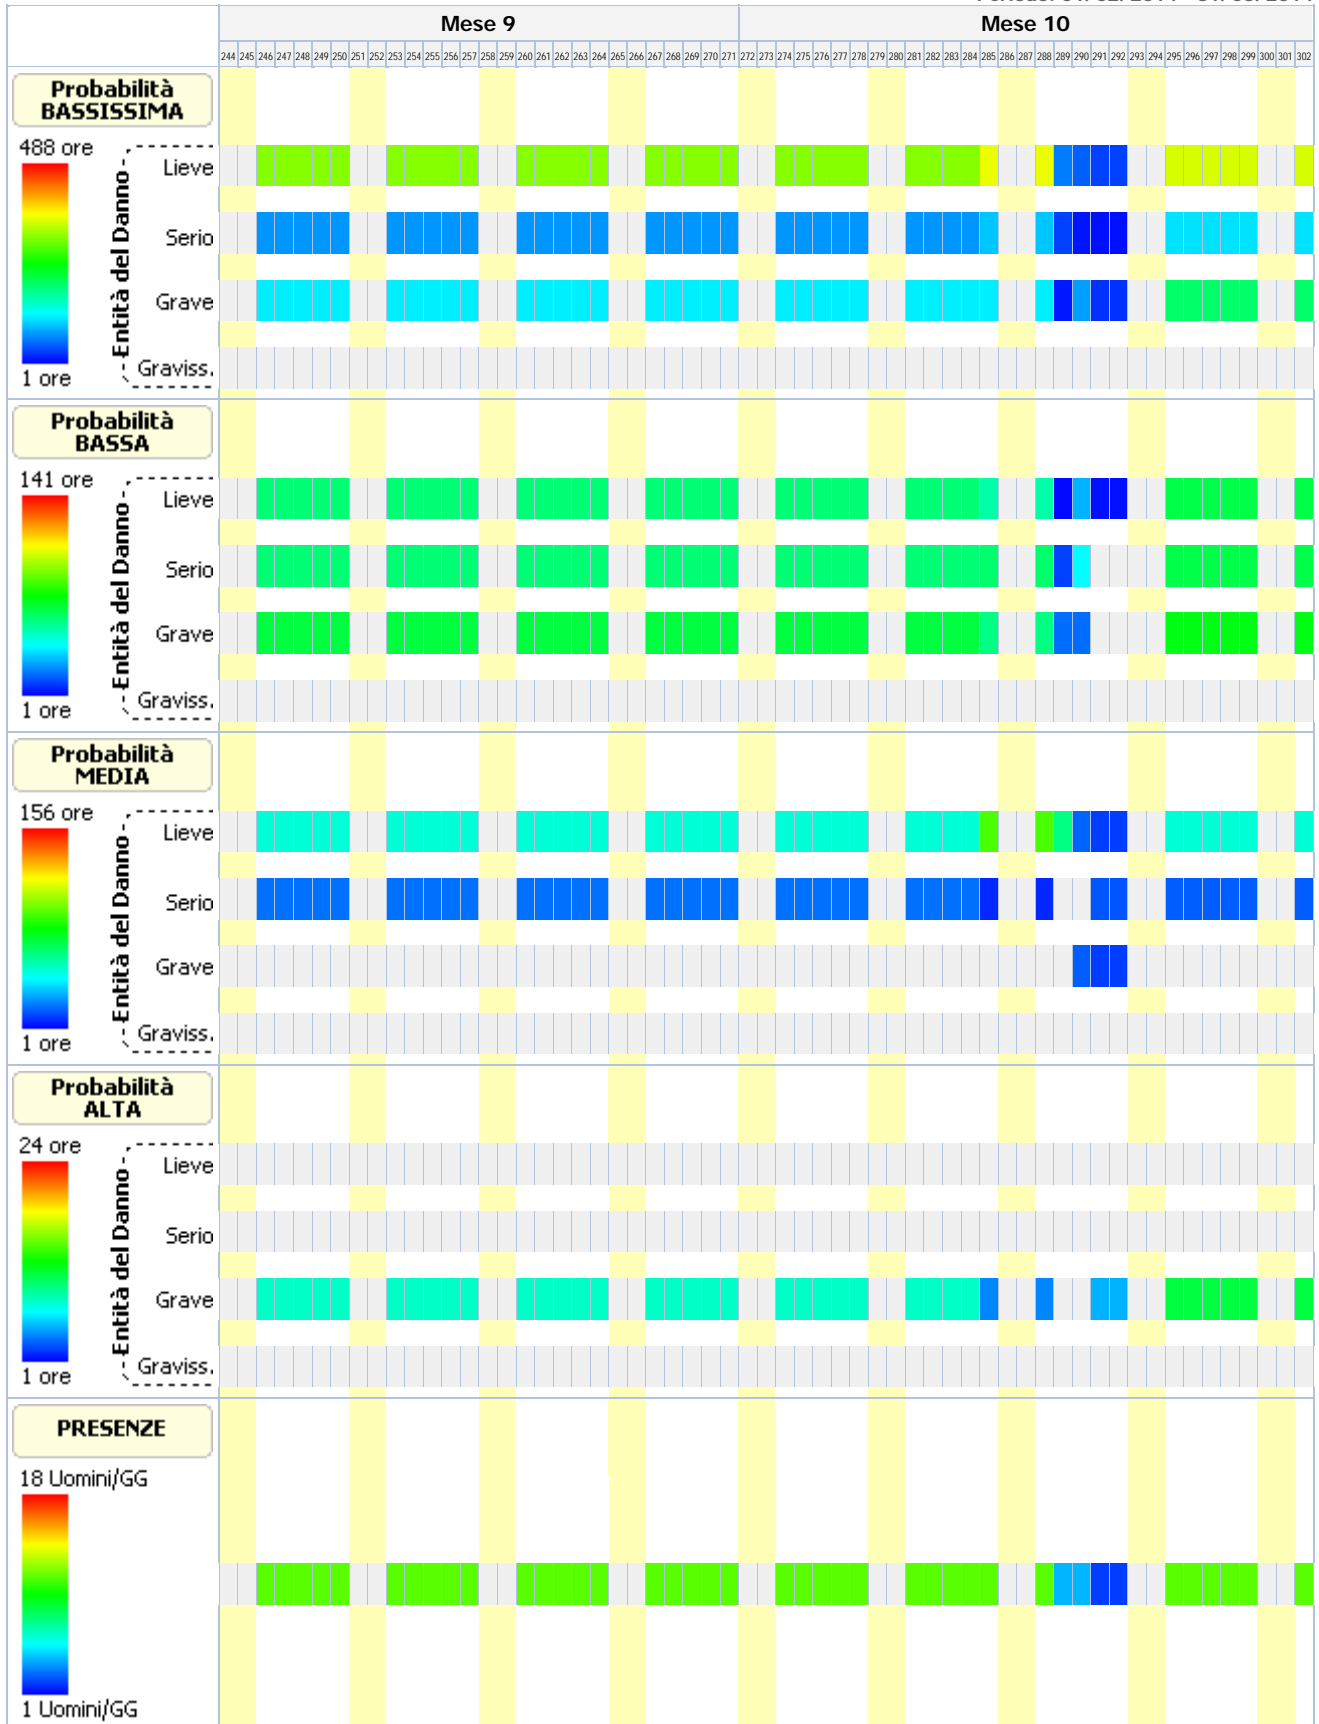 Mese 9 Mese 10
244 245 246 247 248 249 250 251 252 253 254 255 256 257 258 259 260 261 262 263 264 265 266 267 268 269 270 271 272 273 274 275 276 277 278 279 280 281 282 283 284 285 286 287 288 289 290 291 292 293 294 295 296 297 298 299 300 301 302
Probabilità
BASSISSIMA
488 ore
Entità del Danno
Lieve
Serio
Grave
Graviss.
1 ore
Probabilità
BASSA
141 ore
Entità del Danno
Lieve
Serio
Grave
Graviss.
1 ore
Probabilità
MEDIA
156 ore
Entità del Danno
Lieve
Serio
Grave
Graviss.
1 ore
Probabilità
ALTA
24 ore
Entità del Danno
Lieve
Serio
Grave
Graviss.
1 ore
PRESENZE
18 Uomini/GG
1 Uomini/GG